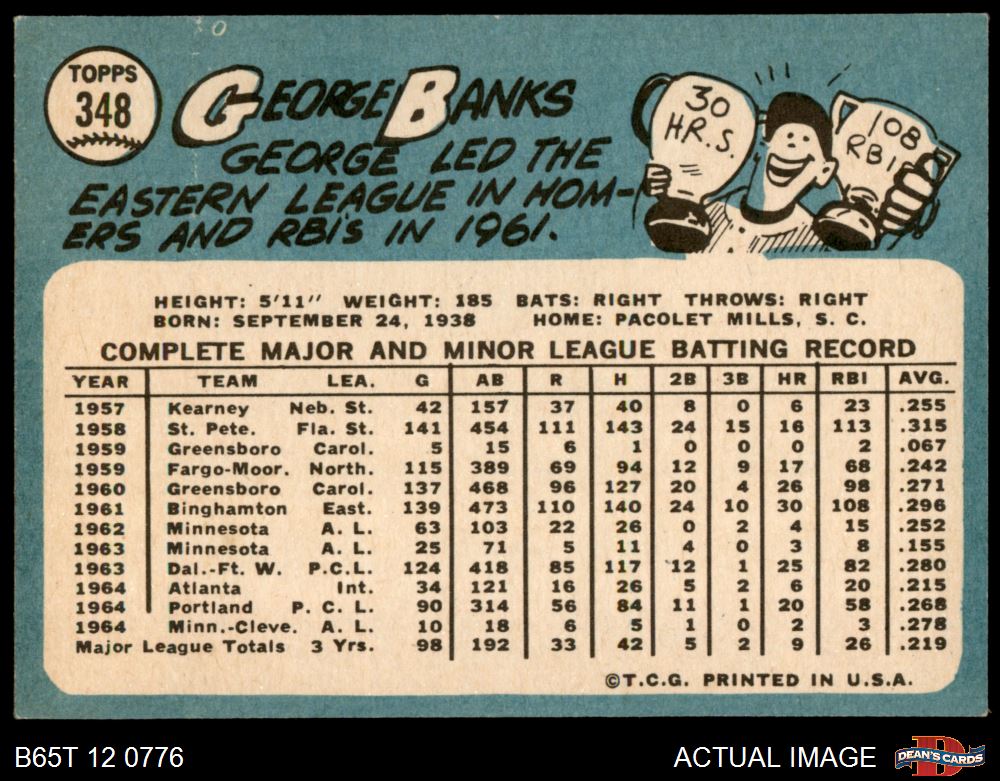 TOPPS
348
GEORGE BANKS
GEORGE LED THE
EASTERN LEAGUE IN HOM-
ERS AND RBI'S IN 1961.
30
HR.S.
108
RBI
HEIGHT: 5'11" WEIGHT: 185 BATS: RIGHT THROWS: RIGHT
BORN: SEPTEMBER 24, 1938 HOME: PACOLET MILLS, S. C.
COMPLETE MAJOR AND MINOR LEAGUE BATTING RECORD
YEAR TEAM LEA. G AB R H 2B 3B HR RBI AVG.
1957 Kearney Neb. St. 42 157 37 40 8 0 6 23 .255
1958 St. Pete. Fla. St. 141 454 111 143 24 15 16 113 .315
1959 Greensboro Carol. 5 15 6 1 0 0 0 2 .067
1959 Fargo-Moor. North. 115 389 69 94 12 9 17 68 .242
1960 Greensboro Carol. 137 468 96 127 20 4 26 98 .271
1961 Binghamton East. 139 473 110 140 24 10 30 108 .296
1962 Minnesota A. L. 63 103 22 26 0 2 4 15 .252
1963 Minnesota A. L. 25 71 5 11 4 0 3 8 .155
1963 Dal.-Ft. W. P.C.L. 124 418 85 117 12 1 25 82 .280
1964 Atlanta Int. 34 121 16 26 5 2 6 20 .215
1964 Portland P. C. L. 90 314 56 84 11 1 20 58 .268
1964 Minn.-Cleve. A. L. 10 18 6 5 1 0 2 3 .278
Major League Totals 3 Yrs. 98 192 33 42 5 2 9 26 .219
©T.C.G. PRINTED IN U.S.A.
B65T 12 0776
ACTUAL IMAGE
DEAN'S CARDS